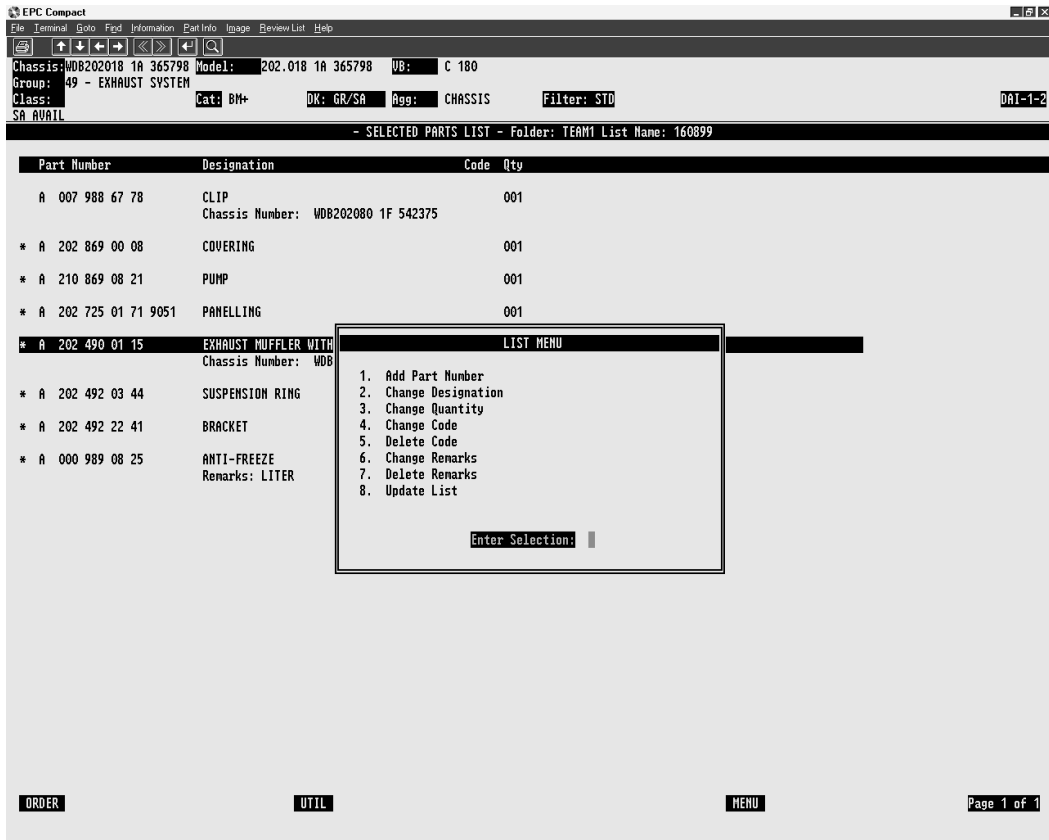 EPC Compact
File Terminal Goto Find Information Part Info Image Review List Help
Chassis: WDB202018 1A 365798 Model: 202.018 1A 365798 VB: C 180
Group: 49 - EXHAUST SYSTEM
Class: Cat: BM+ DK: GR/SA Agg: CHASSIS Filter: STD DAI-1-2
SA AVAIL
- SELECTED PARTS LIST - Folder: TEAM1 List Name: 160899
Part Number Designation Code Qty
A 007 988 67 78 CLIP 001
Chassis Number: WDB202080 1F 542375
* A 202 869 00 08 COVERING 001
* A 210 869 08 21 PUMP 001
* A 202 725 01 71 9051 PANELLING 001
* A 202 490 01 15 EXHAUST MUFFLER WITH
Chassis Number: WDB
* A 202 492 03 44 SUSPENSION RING
* A 202 492 22 41 BRACKET
* A 000 989 08 25 ANTI-FREEZE
Remarks: LITER
LIST MENU
1. Add Part Number
2. Change Designation
3. Change Quantity
4. Change Code
5. Delete Code
6. Change Remarks
7. Delete Remarks
8. Update List
Enter Selection:
ORDER UTIL MENU Page 1 of 1